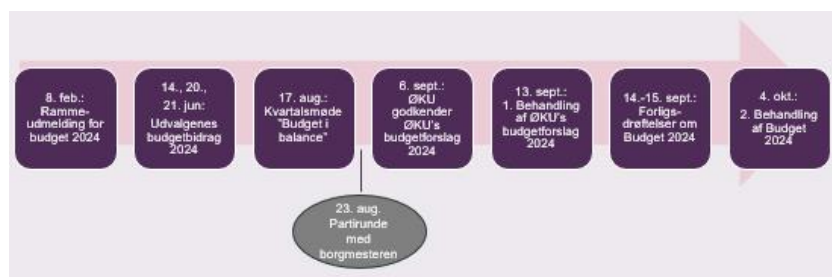 8. feb.:
Ramme-
udmelding for
budget 2024
14., 20.,
21. jun:
Udvalgenes
budgetbidrag
2024
17. aug.:
Kvartalsmøde
"Budget i
balance"
23. aug.
Partirunde
med
borgmesteren
6. sept.:
ØKU
godkender
ØKU's
budgetforslag
2024
13. sept.:
1. Behandling
af ØKU's
budgetforslag
2024
14.-15. sept.:
Forligs-
drøftelser om
Budget 2024
4. okt.:
2. Behandling
af Budget
2024